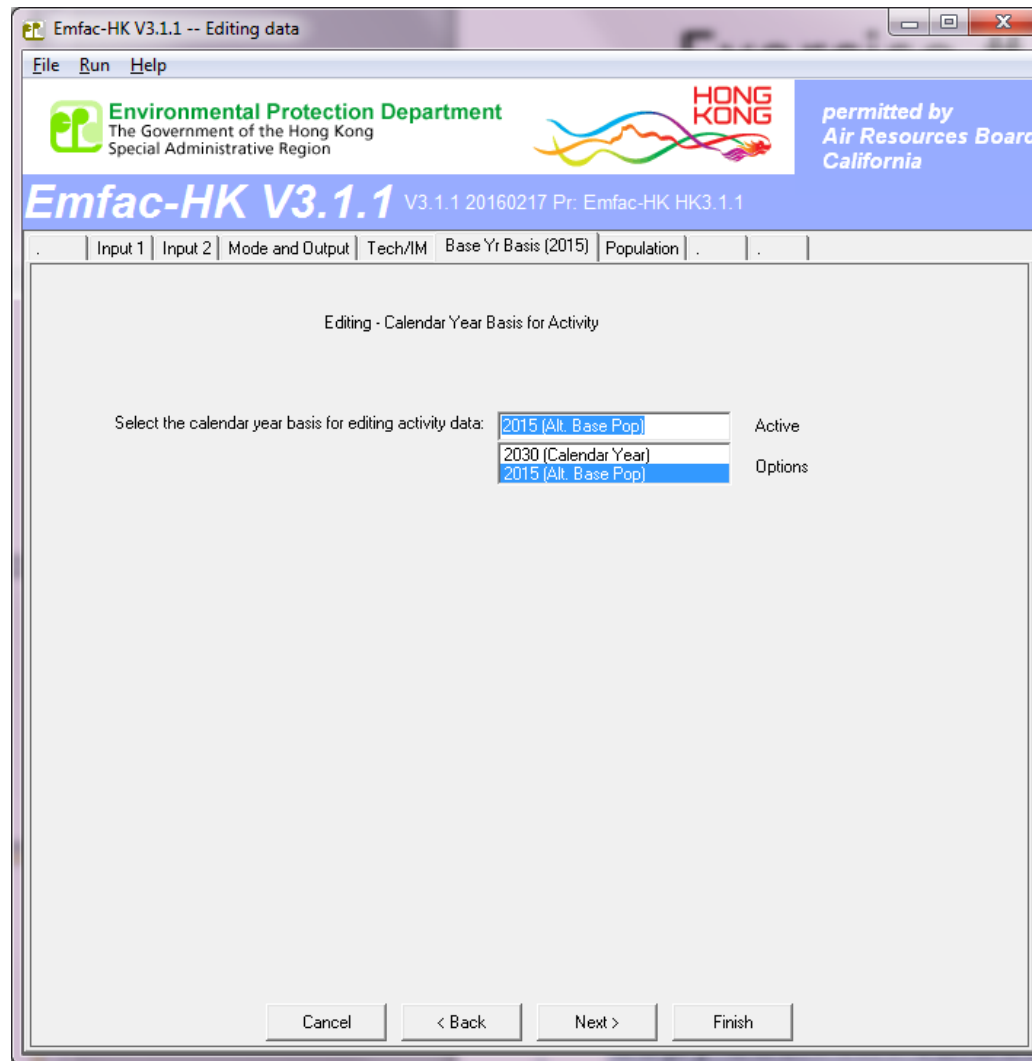 Emfac-HK V3.1.1 -- Editing data
File Run Help
Environmental Protection Department
The Government of the Hong Kong
Special Administrative Region
HONG
KONG
permitted by
Air Resources Board
California
Emfac-HK V3.1.1 V3.1.1 20160217 Pr: Emfac-HK HK3.1.1
. Input 1 Input 2 Mode and Output Tech/IM Base Yr Basis (2015) Population . .
Editing - Calendar Year Basis for Activity
Select the calendar year basis for editing activity data: 2015 (Alt. Base Pop) Active
2030 (Calendar Year)
2015 (Alt. Base Pop) Options
Cancel < Back Next > Finish